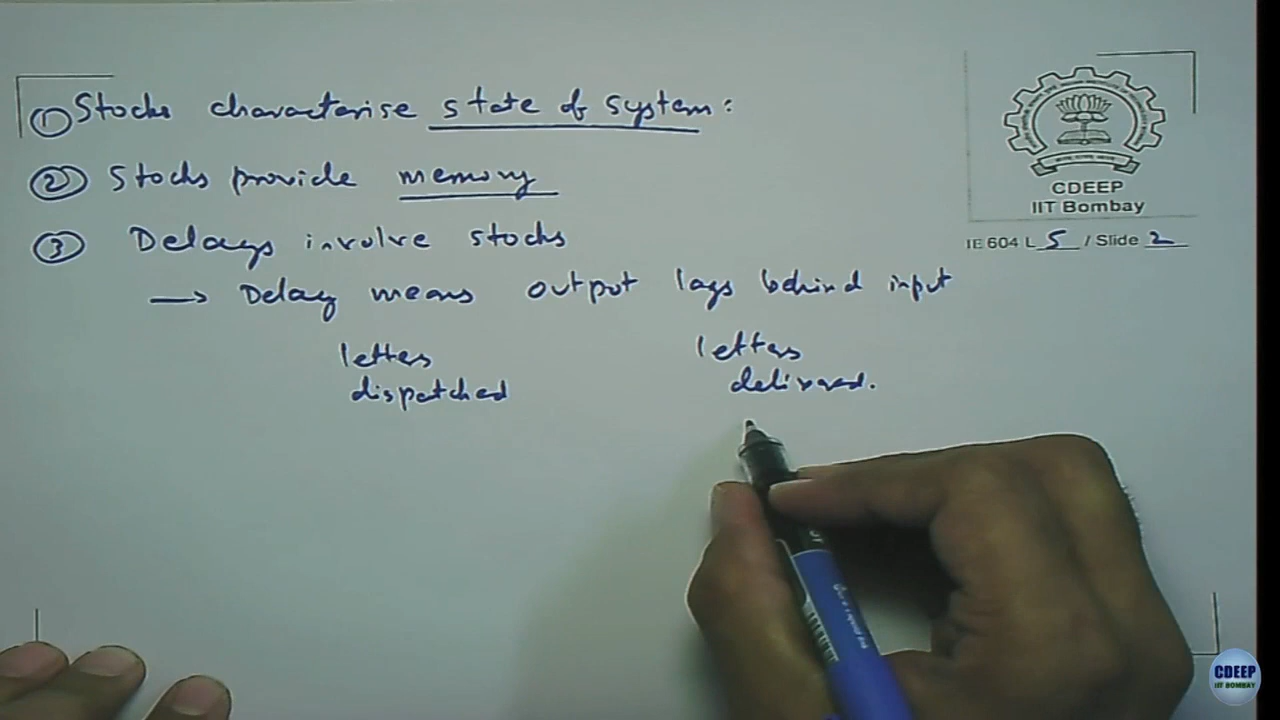 ① Stocks characterise state of system:
② Stocks provide memory
③ Delays involve stocks
→ Delay means output lags behind input
letters
dispatched
letters
delivered.
CDEEP
IIT Bombay
IE 604 L 5 / Slide 2
CDEEP
IIT BOMBAY